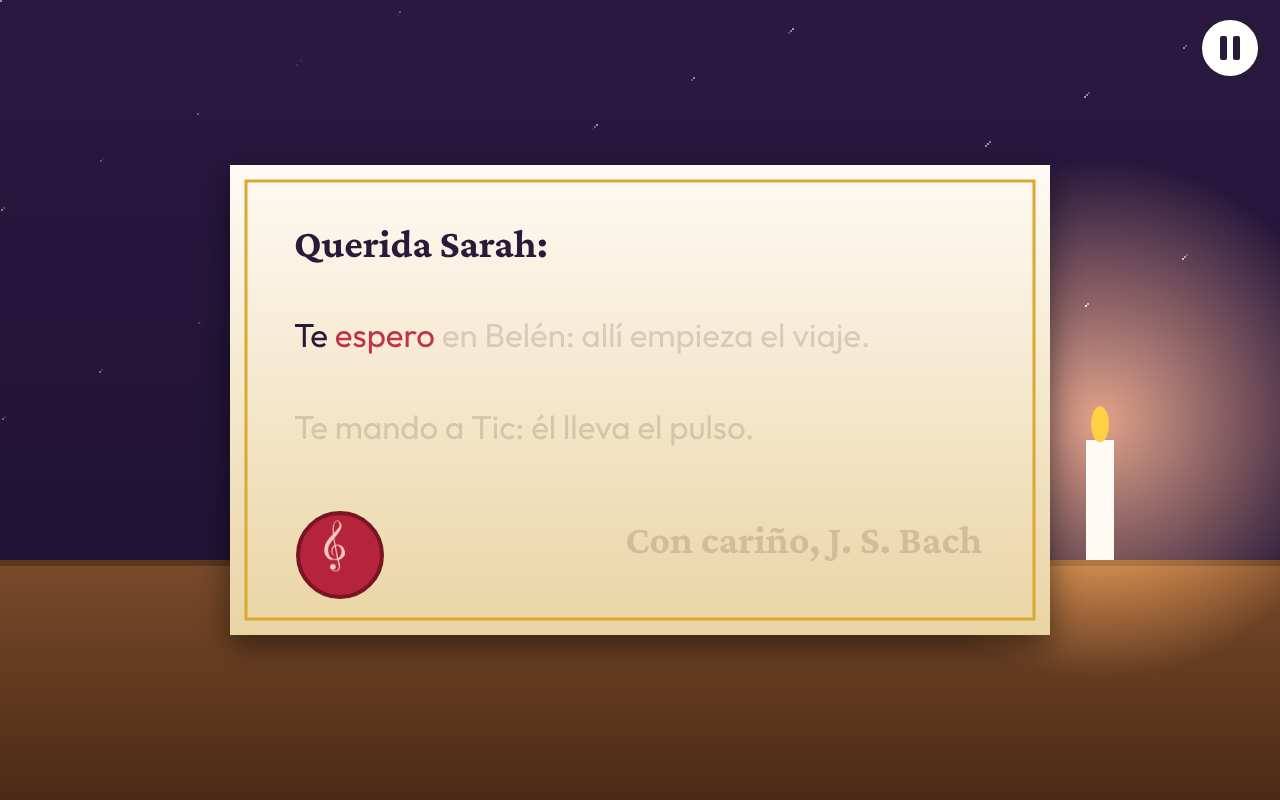 Querida Sarah:
Te espero en Belén: allí empieza el viaje.
Te mando a Tic: él lleva el pulso.
Con cariño, J. S. Bach